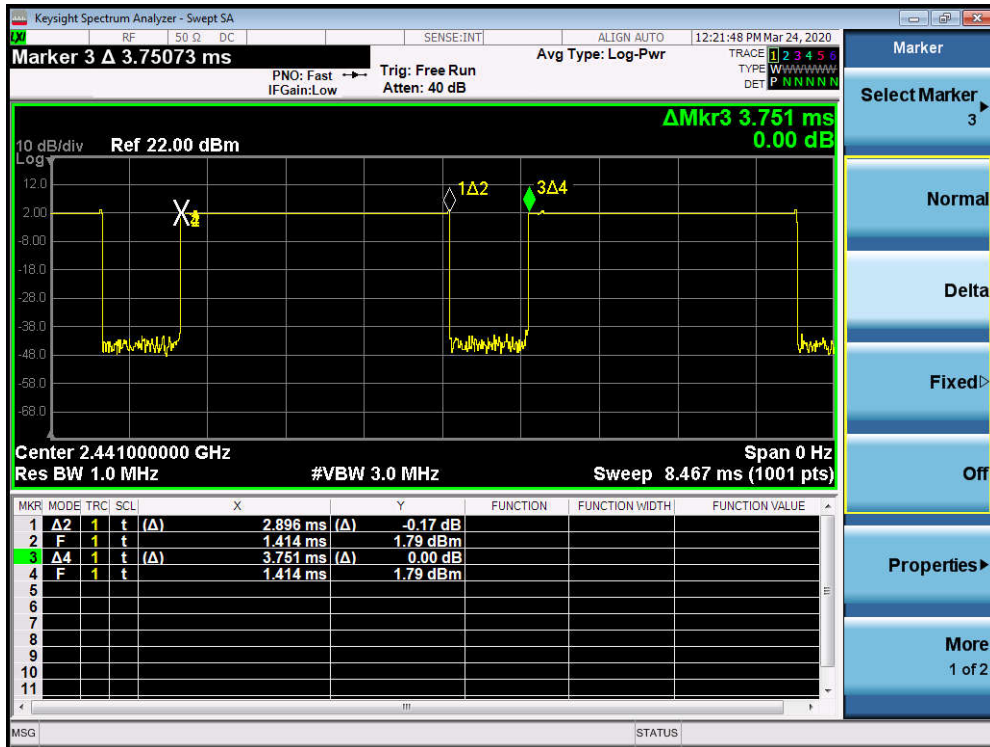 Keysight Spectrum Analyzer - Swept SA
LXI RF 50 Ω DC SENSE:INT ALIGN AUTO 12:21:48 PM Mar 24, 2020
Marker 3 Δ 3.75073 ms
PNO: Fast
IFGain:Low
Trig: Free Run
Atten: 40 dB
Avg Type: Log-Pwr
TRACE 1 2 3 4 5 6
TYPE W
DET P N N N N N
ΔMkr3 3.751 ms
0.00 dB
10 dB/div Ref 22.00 dBm
Log
12.0
2.00
-8.00
-18.0
-28.0
-38.0
-48.0
-58.0
-68.0
1Δ2
3Δ4
Center 2.441000000 GHz Span 0 Hz
Res BW 1.0 MHz #VBW 3.0 MHz Sweep 8.467 ms (1001 pts)
MKR MODE TRC SCL X Y FUNCTION FUNCTION WIDTH FUNCTION VALUE
1 Δ2 1 t (Δ) 2.896 ms (Δ) -0.17 dB
2 F 1 t 1.414 ms 1.79 dBm
3 Δ4 1 t (Δ) 3.751 ms (Δ) 0.00 dB
4 F 1 t 1.414 ms 1.79 dBm
5
6
7
8
9
10
11
MSG STATUS
Marker
Select Marker
3
Normal
Delta
Fixed
Off
Properties
More
1 of 2